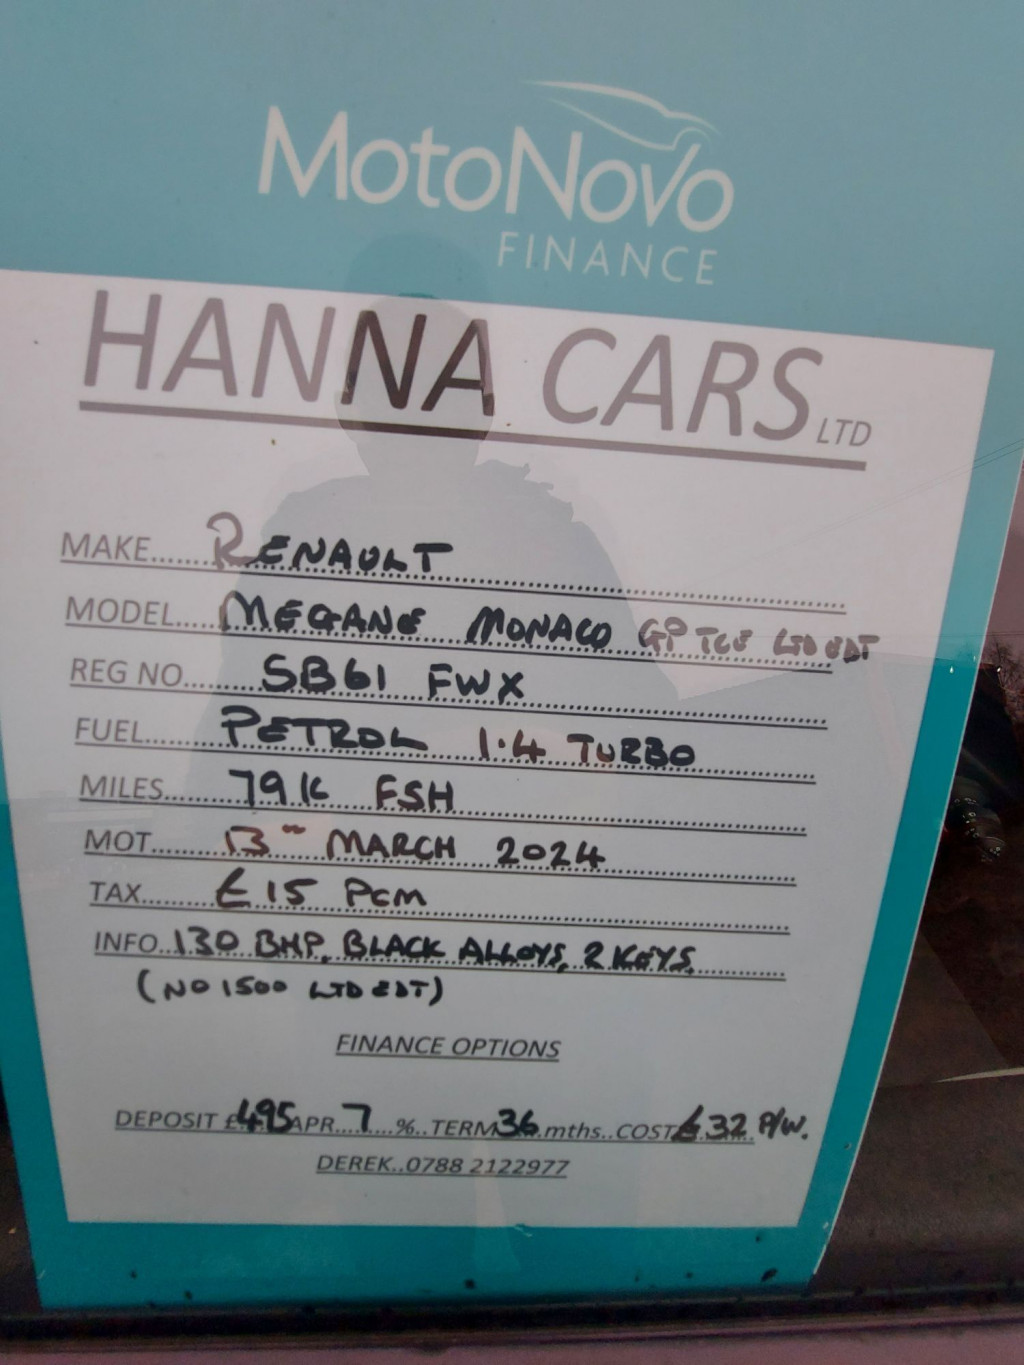 MotoNovo
FINANCE
HANNA CARS LTD
MAKE......RENAULT
MODEL....MEGANE MONACO GP TCE LTD EDT
REG NO......SB61 FWX
FUEL......PETROL 1.4 TURBO
MILES......79K FSH
MOT......13TH MARCH 2024
TAX......£15 PCM
INFO..130 BHP, BLACK ALLOYS, 2 KEYS,
(NO 1500 LTD EDT)
FINANCE OPTIONS
DEPOSIT £495 APR 7 %..TERM 36 mths..COST £32 P/W.
DEREK..0788 2122977